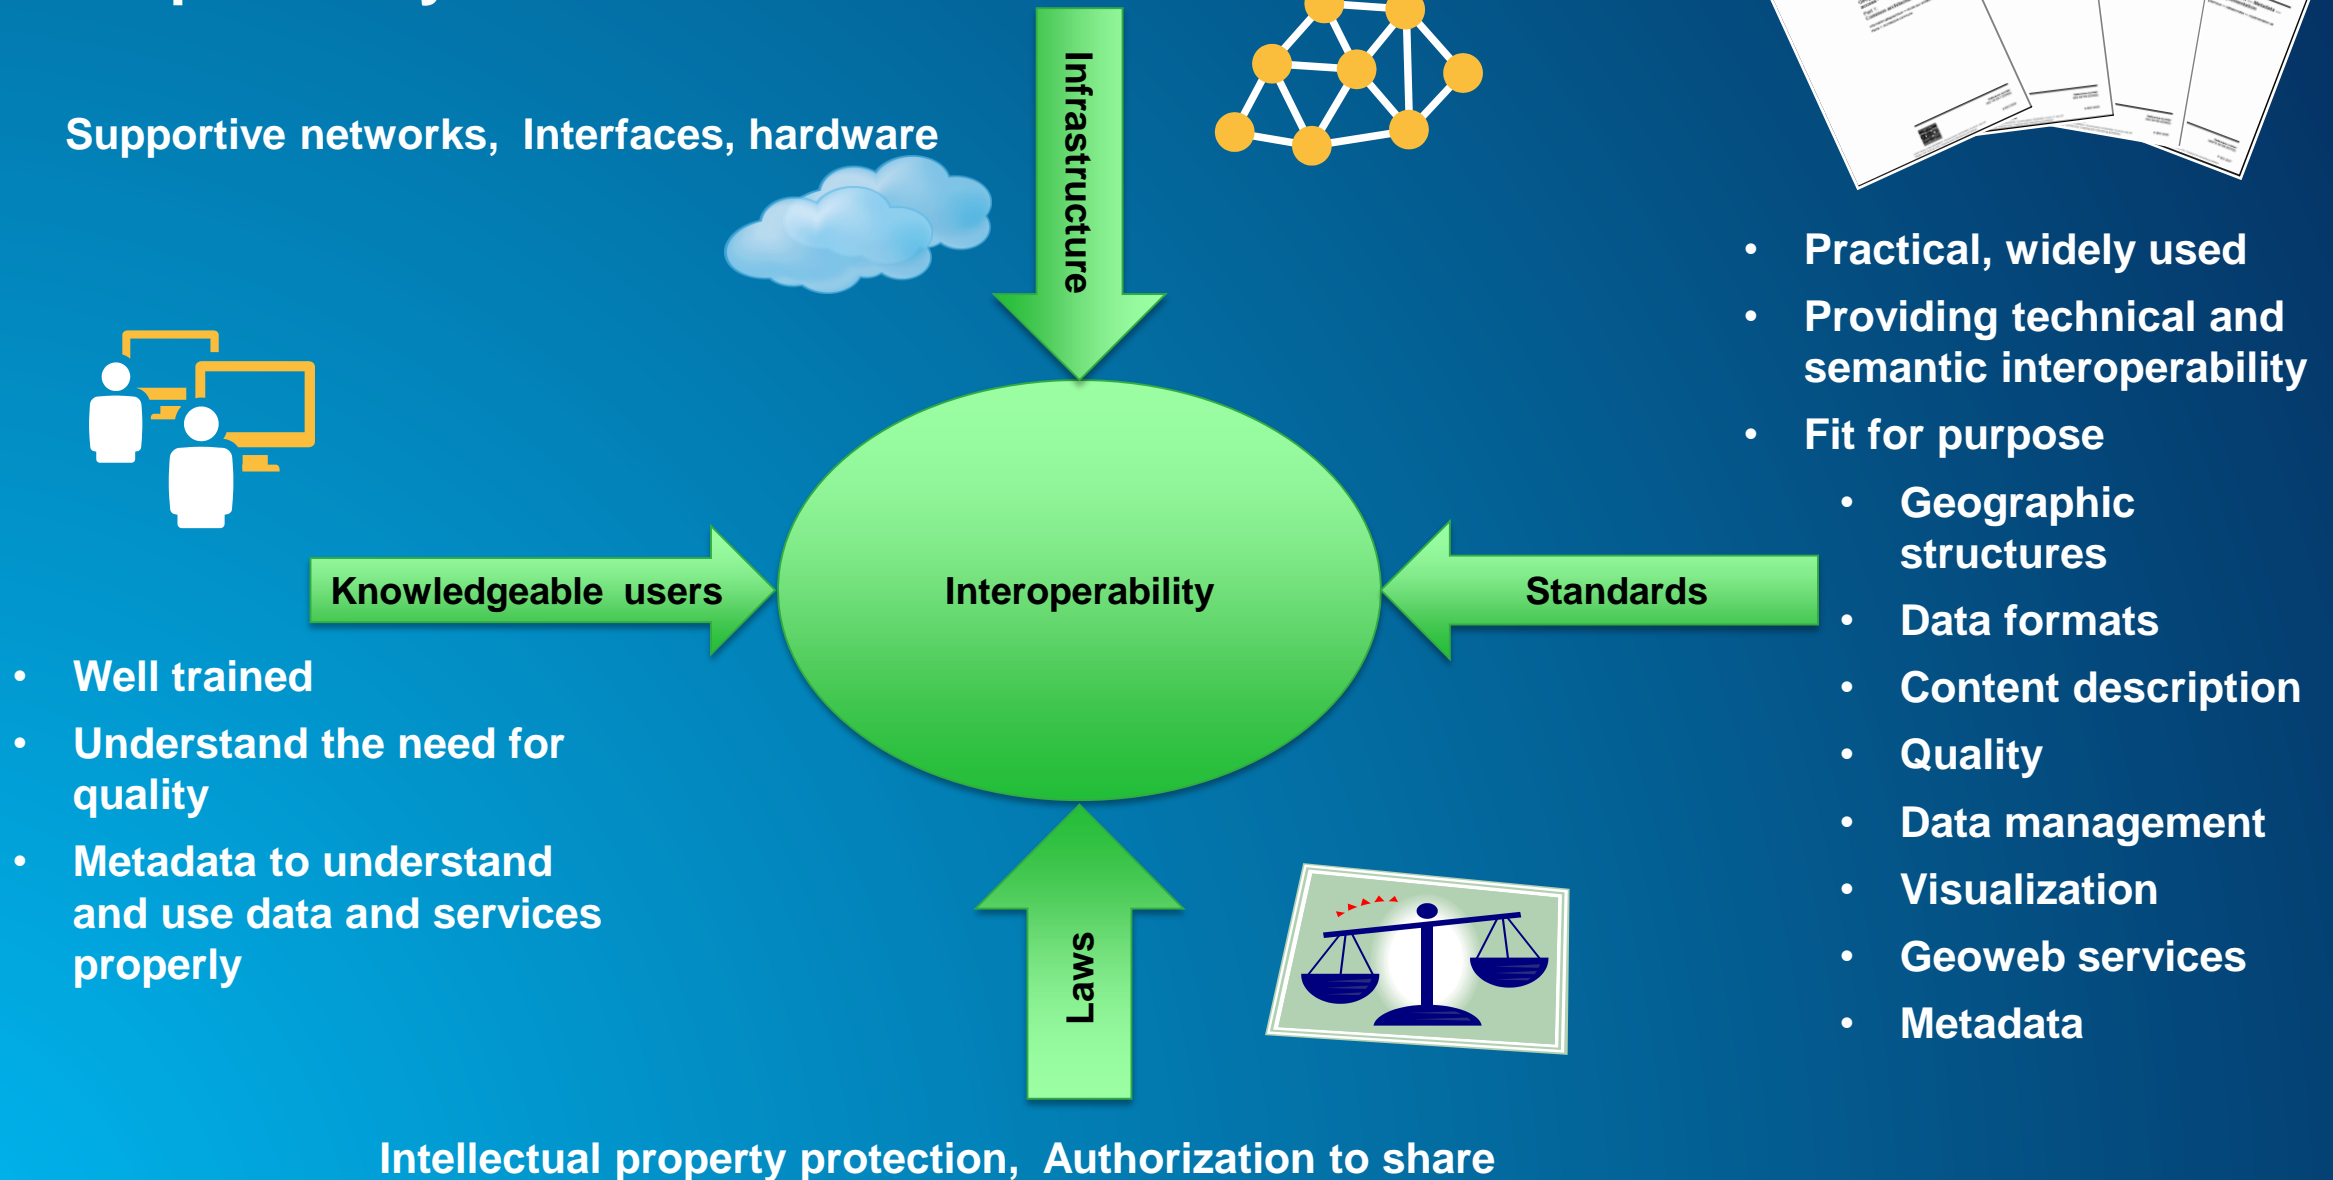 Infrastructure
Supportive networks,  Interfaces, hardware
Knowledgeable  users
Interoperability
Standards
• Well trained
• Understand the need for
quality
• Metadata to understand
and use data and services
properly
• Practical, widely used
• Providing technical and
semantic interoperability
• Fit for purpose
• Geographic
structures
• Data formats
• Content description
• Quality
• Data management
• Visualization
• Geoweb services
• Metadata
Laws
Intellectual property protection,  Authorization to share